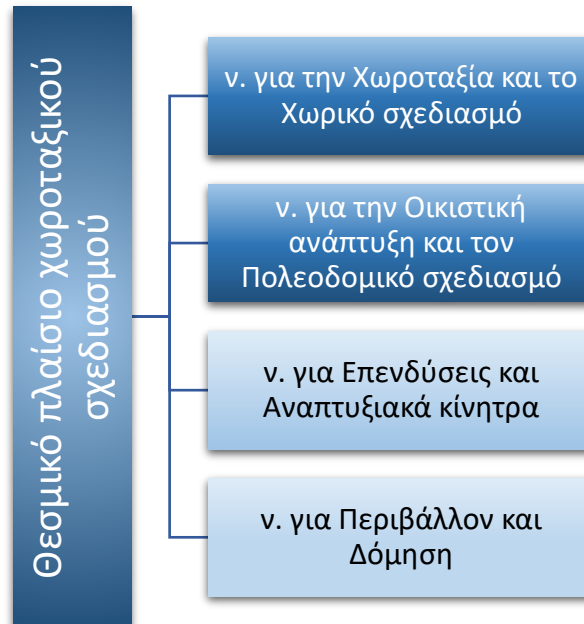 Θεσμικό πλαίσιο χωροταξικού
σχεδιασμού
ν. για την Χωροταξία και το
Χωρικό σχεδιασμό
ν. για την Οικιστική
ανάπτυξη και τον
Πολεοδομικό σχεδιασμό
ν. για Επενδύσεις και
Αναπτυξιακά κίνητρα
ν. για Περιβάλλον και
Δόμηση